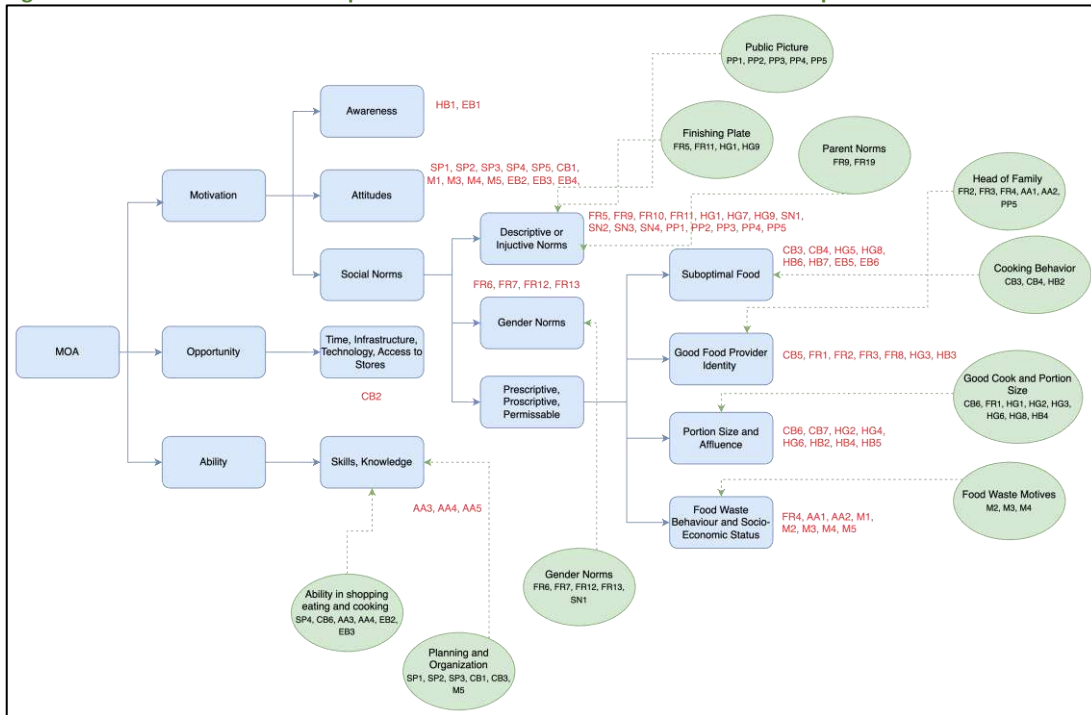 Public Picture
PP1, PP2, PP3, PP4, PP5
Awareness
HB1, EB1
Finishing Plate
FR5, FR11, HG1, HG9
Parent Norms
FR9, FR19
Head of Family
FR2, FR3, FR4, AA1, AA2,
PP5
Motivation
Attitudes
SP1, SP2, SP3, SP4, SP5, CB1,
M1, M3, M4, M5, EB2, EB3, EB4,
Descriptive or
Injuctive Norms
FR5, FR9, FR10, FR11, HG1, HG7, HG9, SN1,
SN2, SN3, SN4, PP1, PP2, PP3, PP4, PP5
Social Norms
Suboptimal Food
CB3, CB4, HG5, HG8,
HB6, HB7, EB5, EB6
Cooking Behavior
CB3, CB4, HB2
FR6, FR7, FR12, FR13
Gender Norms
MOA
Opportunity
Time, Infrastructure,
Technology, Access to
Stores
CB2
Good Food Provider
Identity
CB5, FR1, FR2, FR3, FR8, HG3, HB3
Prescriptive,
Proscriptive,
Permissable
Good Cook and Portion
Size
CB6, FR1, HG1, HG2, HG3,
HG6, HG8, HB4
Portion Size and
Affluence
CB6, CB7, HG2, HG4,
HG6, HB2, HB4, HB5
Ability
Skills, Knowledge
AA3, AA4, AA5
Food Waste
Behaviour and Socio-
Economic Status
FR4, AA1, AA2, M1,
M2, M3, M4, M5
Food Waste Motives
M2, M3, M4
Gender Norms
FR6, FR7, FR12, FR13,
SN1
Ability in shopping
eating and cooking
SP4, CB6, AA3, AA4, EB2,
EB3
Planning and
Organization
SP1, SP2, SP3, CB1, CB3,
M5